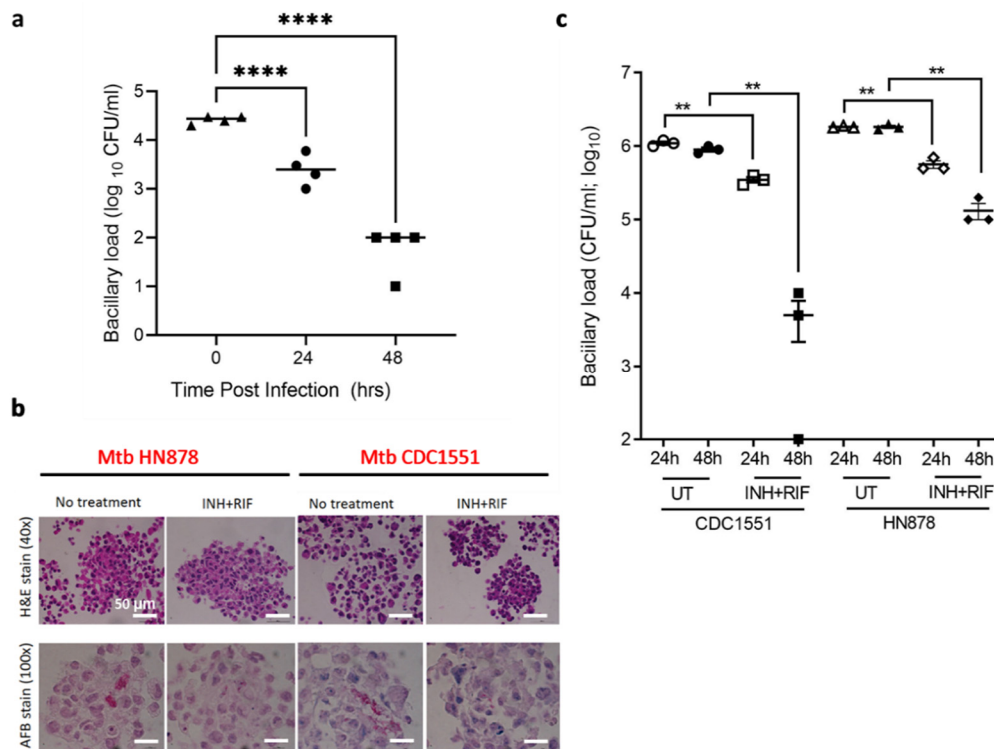 a
****
****
Bacillary load (log 10 CFU/ml)
5
4
3
2
1
0
0 24 48
Time Post Infection (hrs)
b
Mtb HN878 Mtb CDC1551
No treatment INH+RIF No treatment INH+RIF
H&E stain (40x)
50 µm
AFB stain (100x)
c
Baciillary load (CFU/ml; log10)
7
6
5
4
3
2
** ** ** **
24h 48h 24h 48h 24h 48h 24h 48h
UT INH+RIF UT INH+RIF
CDC1551 HN878